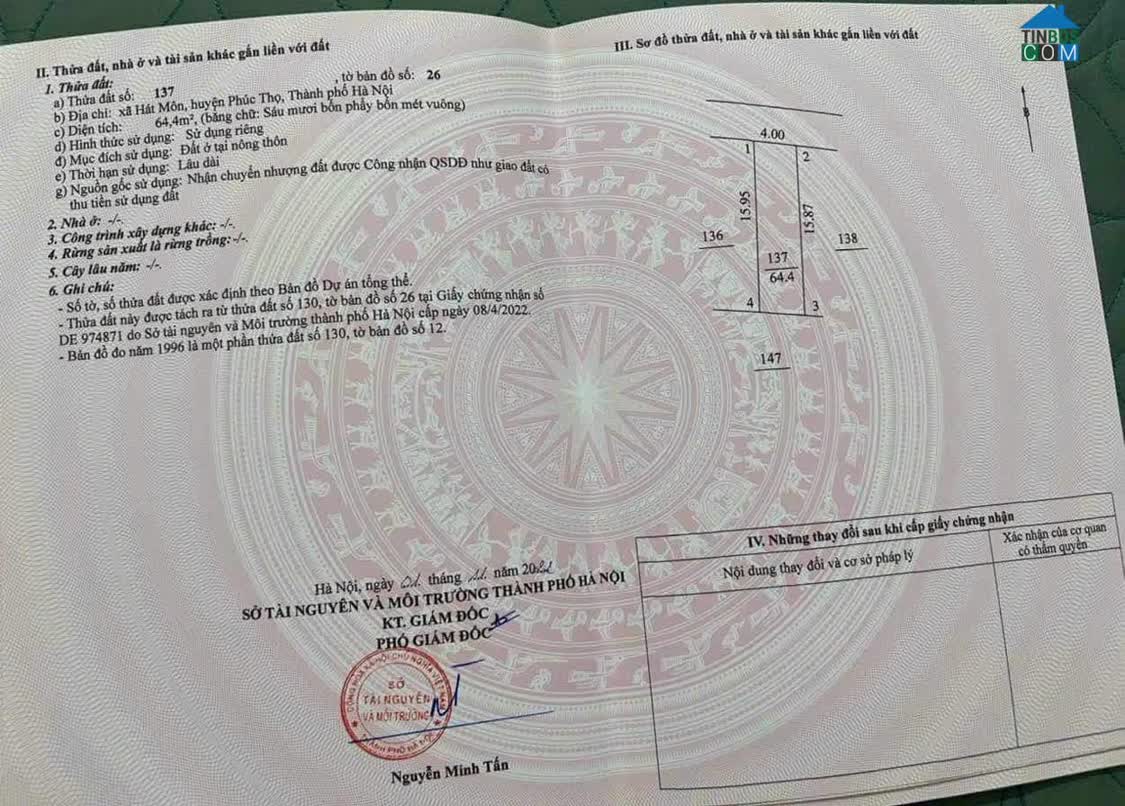 II. Thửa đất, nhà ở và tài sản khác gắn liền với đất
1. Thửa đất:
a) Thửa đất số: 137 , tờ bản đồ số: 26
b) Địa chỉ: xã Hát Môn, huyện Phúc Thọ, Thành phố Hà Nội
c) Diện tích: 64,4m², (bằng chữ: Sáu mươi bốn phẩy bốn mét vuông)
d) Hình thức sử dụng: Sử dụng riêng
đ) Mục đích sử dụng: Đất ở tại nông thôn
e) Thời hạn sử dụng: Lâu dài
g) Nguồn gốc sử dụng: Nhận chuyển nhượng đất được Công nhận QSDĐ như giao đất có
thu tiền sử dụng đất
2. Nhà ở: -/-.
3. Công trình xây dựng khác: -/-.
4. Rừng sản xuất là rừng trồng: -/-.
5. Cây lâu năm: -/-.
6. Ghi chú:
- Số tờ, số thửa đất được xác định theo Bản đồ Dự án tổng thể.
- Thửa đất này được tách ra từ thửa đất số 130, tờ bản đồ số 26 tại Giấy chứng nhận số
DE 974871 do Sở tài nguyên và Môi trường thành phố Hà Nội cấp ngày 08/4/2022.
- Bản đồ đo năm 1996 là một phần thửa đất số 130, tờ bản đồ số 12.
Hà Nội, ngày tháng năm
SỞ TÀI NGUYÊN VÀ MÔI TRƯỜNG THÀNH PHỐ HÀ NỘI
KT. GIÁM ĐỐC
PHÓ GIÁM ĐỐC
CỘNG HÒA XÃ HỘI CHỦ NGHĨA VIỆT NAM
SỞ
TÀI NGUYÊN
VÀ MÔI TRƯỜNG
THÀNH PHỐ HÀ NỘI
Nguyễn Minh Tấn
III. Sơ đồ thửa đất, nhà ở và tài sản khác gắn liền với đất
TINBDS
COM
4.00
1
2
15.95
15.87
136
138
137
64.4
4
3
147
IV. Những thay đổi sau khi cấp giấy chứng nhận
Nội dung thay đổi và cơ sở pháp lý
Xác nhận của cơ quan
có thẩm quyền